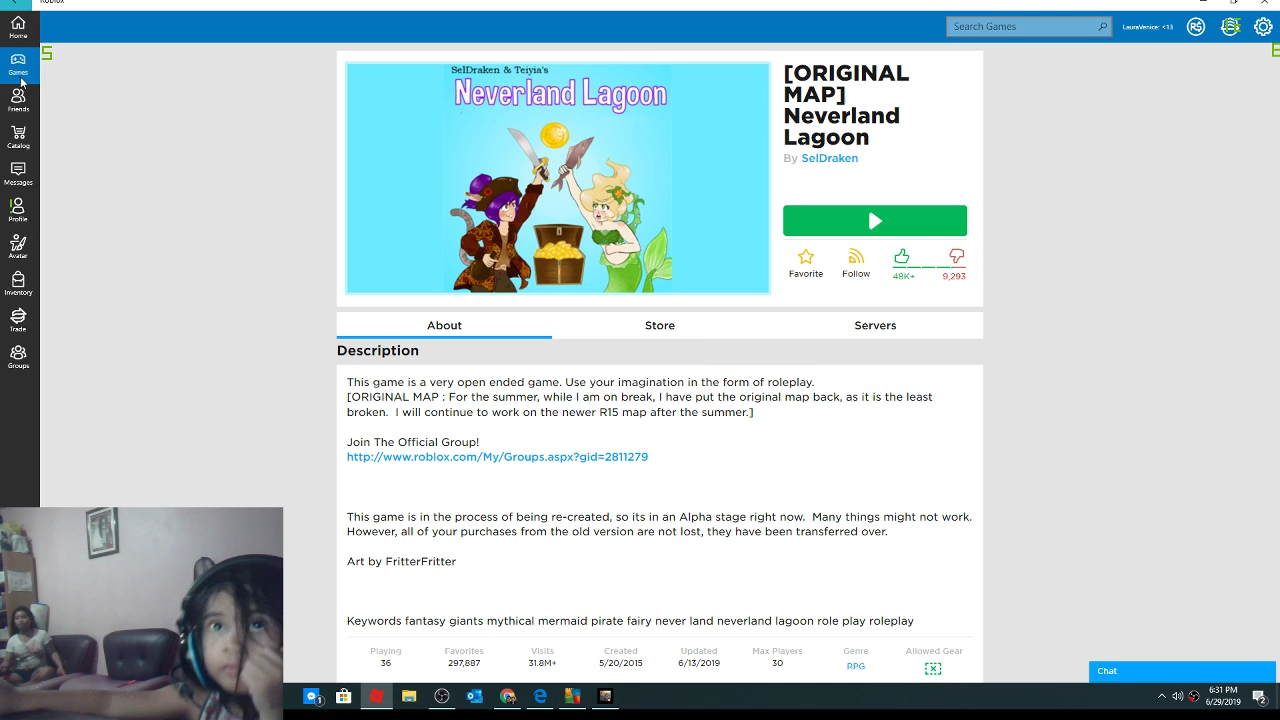 Roblox
Search Games
LauraVenice: <13
Home
Games
Friends
Catalog
Messages
Profile
Avatar
Inventory
Trade
Groups
SelDraken & Teiyia's
Neverland Lagoon
[ORIGINAL
MAP]
Neverland
Lagoon
By SelDraken
Favorite
Follow
48K+
9,293
About
Store
Servers
Description
This game is a very open ended game. Use your imagination in the form of roleplay.
[ORIGINAL MAP : For the summer, while I am on break, I have put the original map back, as it is the least
broken.  I will continue to work on the newer R15 map after the summer.]
Join The Official Group!
http://www.roblox.com/My/Groups.aspx?gid=2811279
This game is in the process of being re-created, so its in an Alpha stage right now.  Many things might not work.
However, all of your purchases from the old version are not lost, they have been transferred over.
Art by FritterFritter
Keywords fantasy giants mythical mermaid pirate fairy never land neverland lagoon role play roleplay
Playing
Favorites
Visits
Created
Updated
Max Players
Genre
Allowed Gear
36
297,887
31.8M+
5/20/2015
6/13/2019
30
RPG
Chat
6:31 PM
6/29/2019